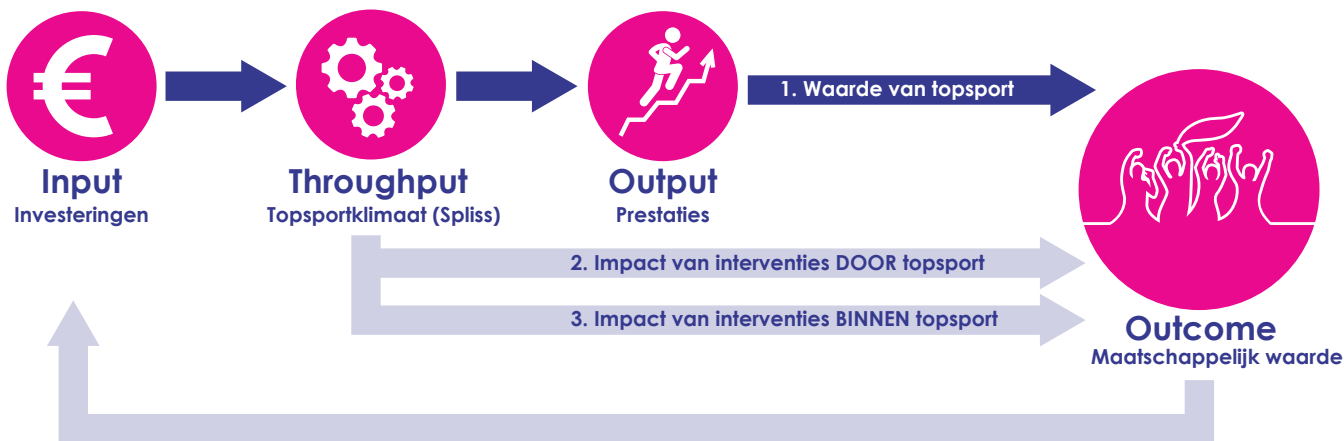 1. Waarde van topsport
Input
Investeringen
Throughput
Topsportklimaat (Spliss)
Output
Prestaties
2. Impact van interventies DOOR topsport
3. Impact van interventies BINNEN topsport
Outcome
Maatschappelijk waarde